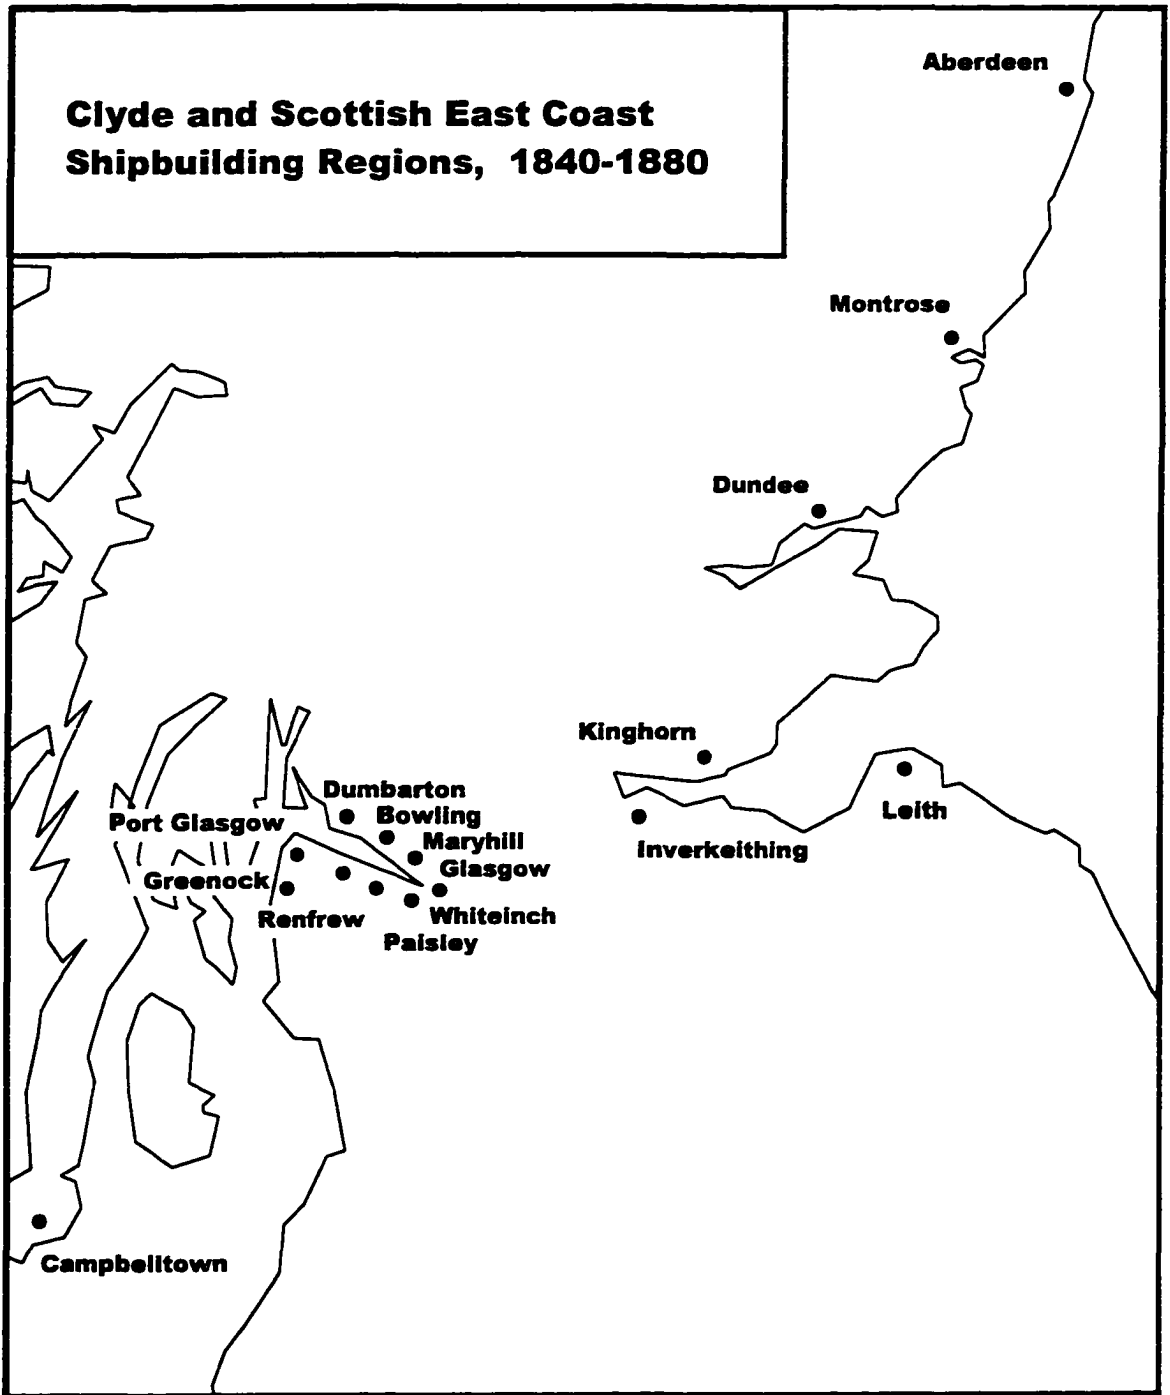 Clyde and Scottish East Coast
Shipbuilding Regions, 1840-1880
Aberdeen
Montrose
Dundee
Kinghorn
Dumbarton
Bowling
Port Glasgow
Maryhill
Leith
Inverkeithing
Glasgow
Greenock
Renfrew
Whiteinch
Paisley
Campbelltown